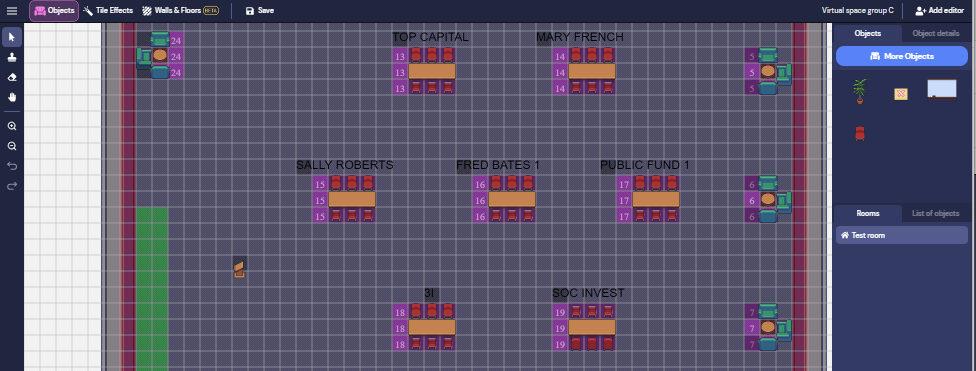 Objects Tile Effects Walls & Floors BETA Save Virtual space group C Add editor
Objects Object details
More Objects
Rooms List of objects
Test room
24
24
24
TOP CAPITAL MARY FRENCH
13 14 5
13 14 5
13 14 5
SALLY ROBERTS FRED BATES 1 PUBLIC FUND 1
15 16 17 6
15 16 17 6
15 16 17 6
3I SOC INVEST
18 19 7
18 19 7
18 19 7